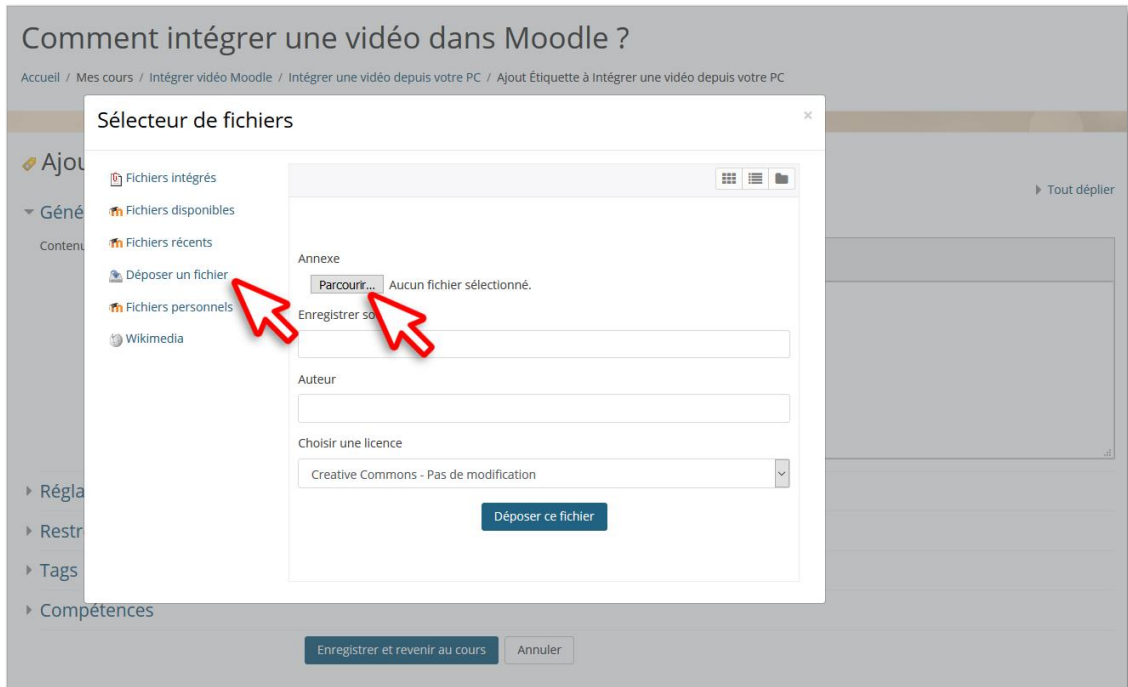 Comment intégrer une vidéo dans Moodle ?
Accueil / Mes cours / Intégrer vidéo Moodle / Intégrer une vidéo depuis votre PC / Ajout Étiquette à Intégrer une vidéo depuis votre PC
Sélecteur de fichiers
×
Ajou
Tout déplier
Géné
Contenu
Fichiers intégrés
Fichiers disponibles
Fichiers récents
Déposer un fichier
Fichiers personnels
Wikimedia
Annexe
Parcourir... Aucun fichier sélectionné.
Enregistrer so
Auteur
Choisir une licence
Creative Commons - Pas de modification
Déposer ce fichier
Régla
Restr
Tags
Compétences
Enregistrer et revenir au cours
Annuler